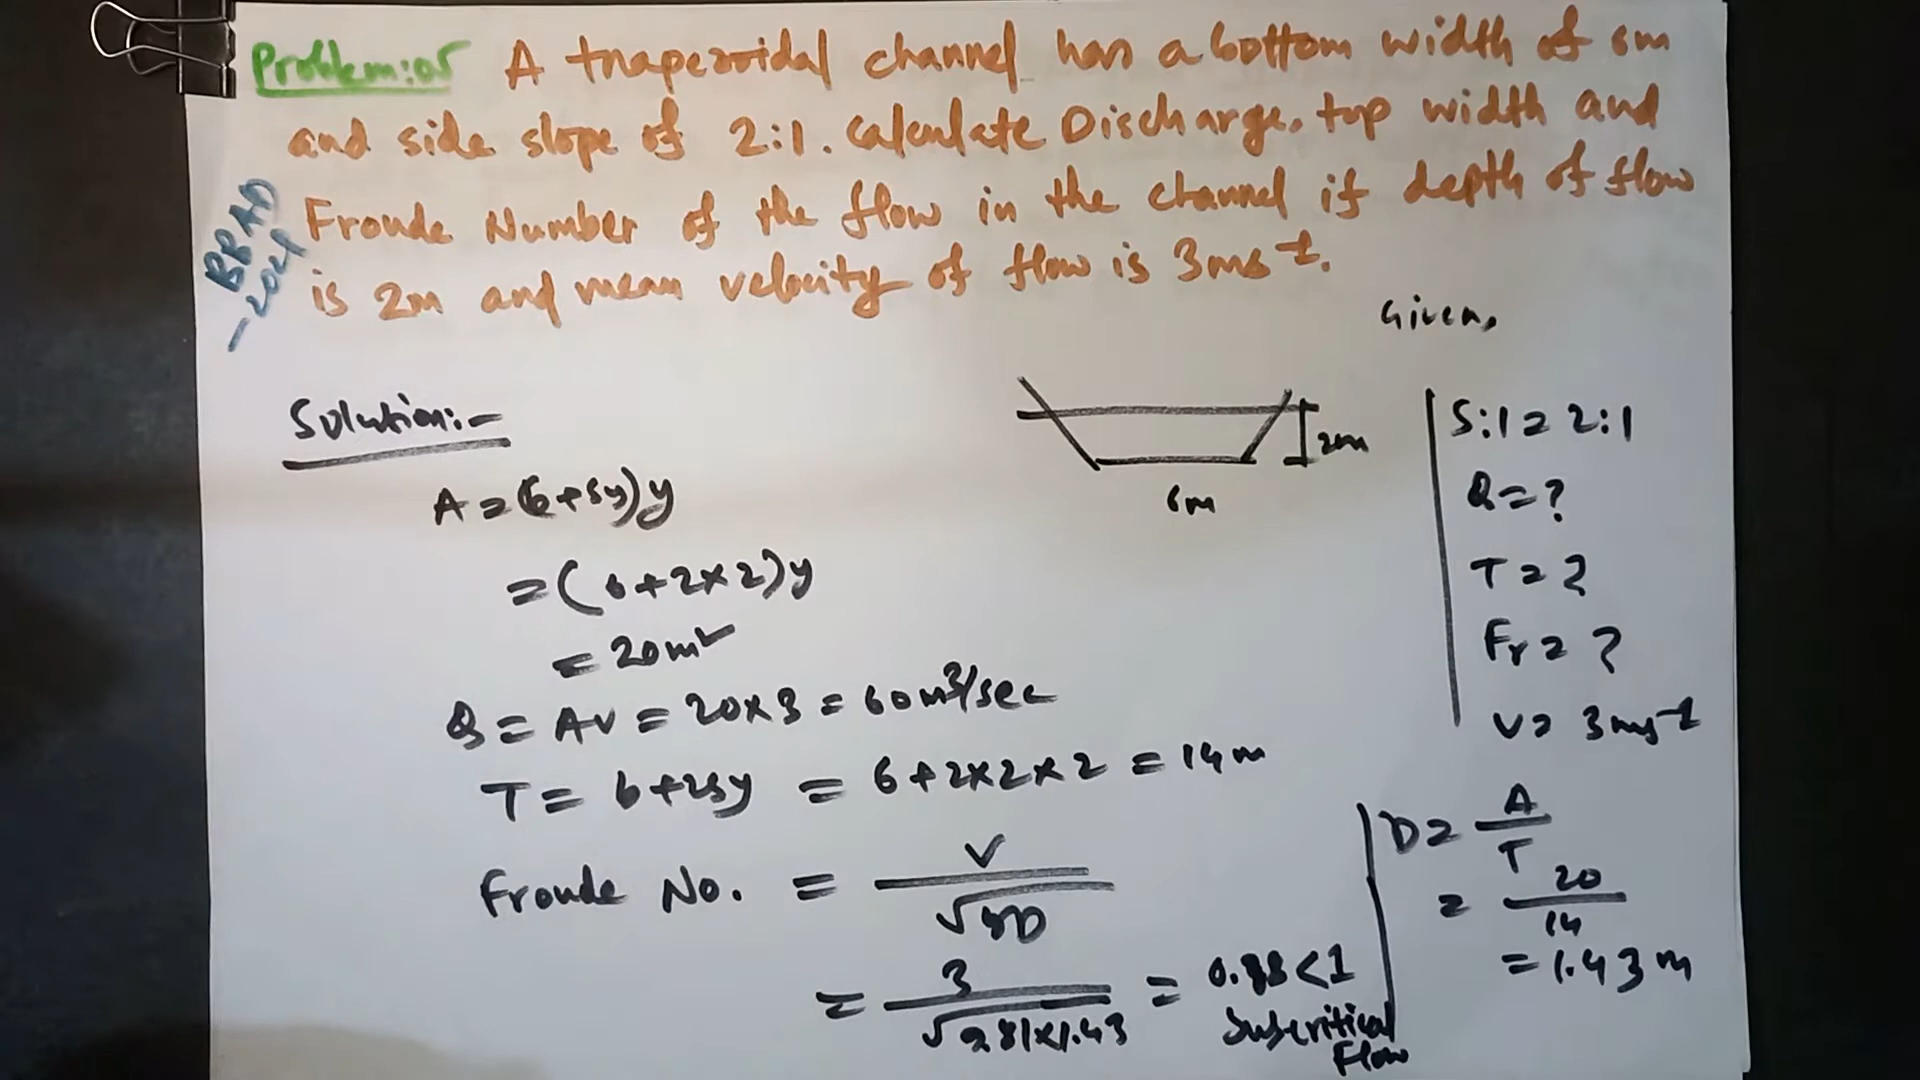 Problem:05 A trapezoidal channel has a bottom width of 6m
and side slope of 2:1. Calculate Discharge, top width and
Froude Number of the flow in the channel if depth of flow
is 2m and mean velocity of flow is 3ms⁻¹.
BBAD
-2021
Given,
Solution:-
2m
6m
S:1 = 2:1
Q = ?
T = ?
Fr = ?
V = 3ms⁻¹
A = (b+sy)y
= (6+2×2)y
= 20m²
Q = AV = 20×3 = 60m³/sec
T = b+2sy = 6+2×2×2 = 14m
Froude No. = V/√gD
= 3/√9.81×1.43 = 0.88<1
Subcritical
Flow
D = A/T
= 20/14
= 1.43m